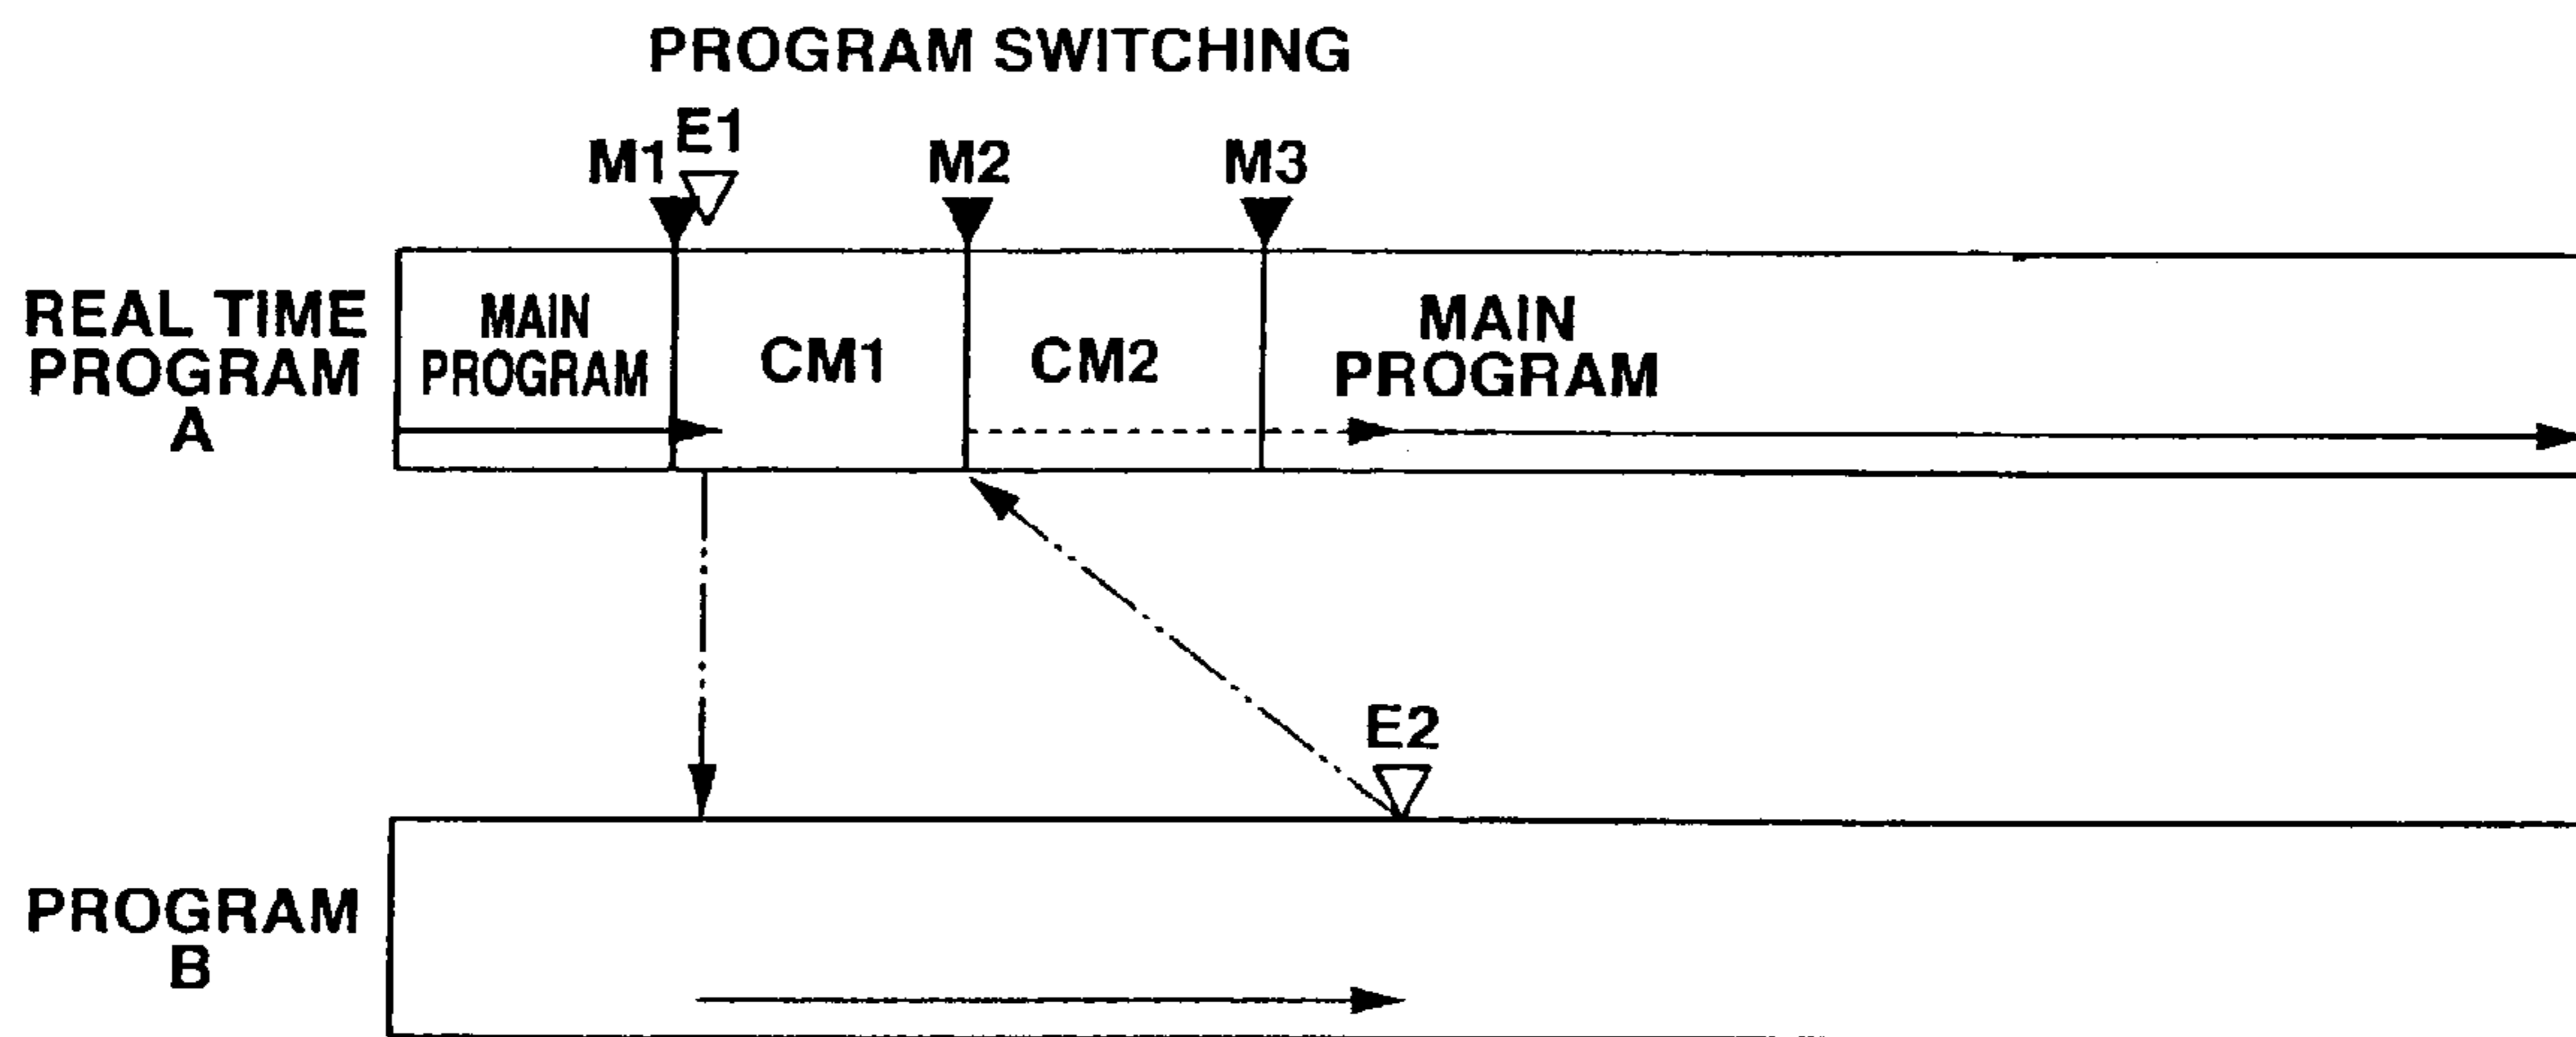 PROGRAM SWITCHING
E1
M1
M2
M3
REAL TIME
PROGRAM
A
MAIN
PROGRAM
CM1
CM2
MAIN
PROGRAM
E2
PROGRAM
B